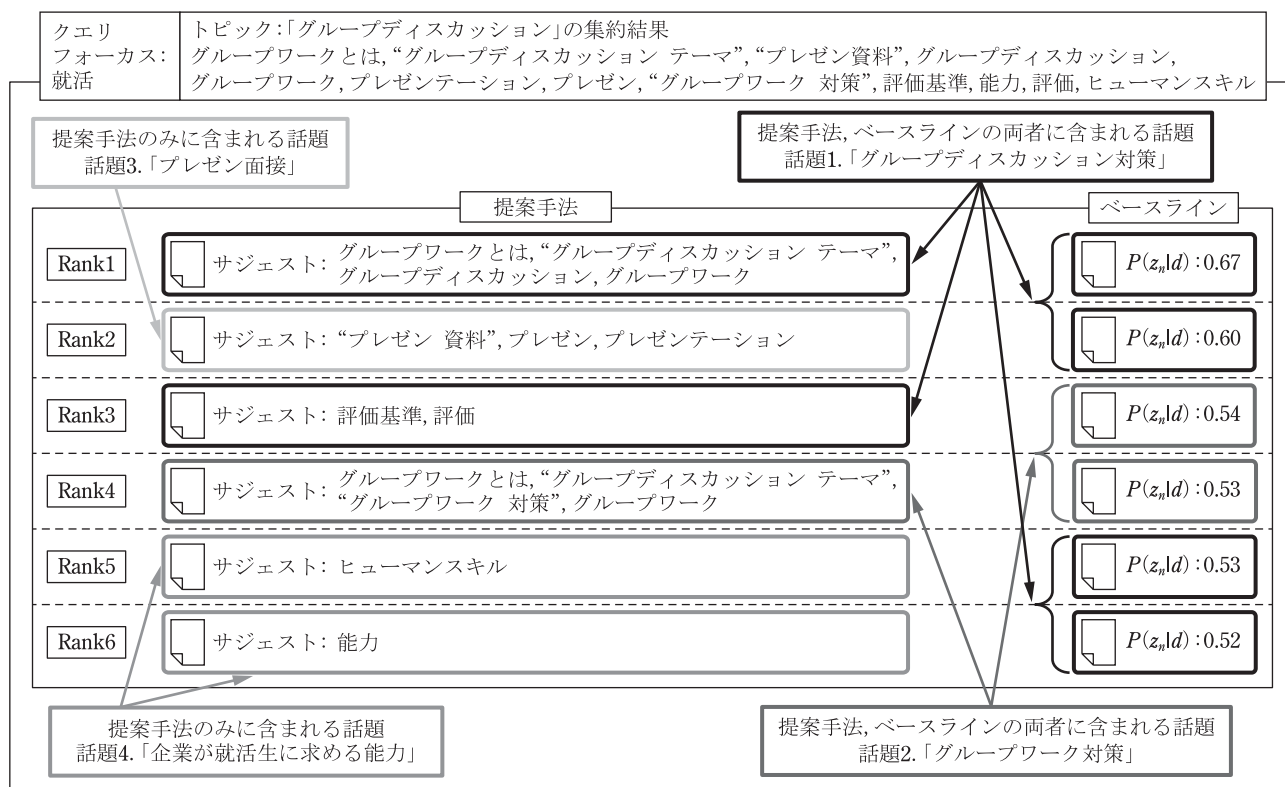 クエリ
フォーカス:
就活
トピック:「グループディスカッション」の集約結果
グループワークとは,“グループディスカッション テーマ”,“プレゼン資料”,グループディスカッション,
グループワーク,プレゼンテーション,プレゼン,“グループワーク 対策”,評価基準,能力,評価,ヒューマンスキル
提案手法のみに含まれる話題
話題3.「プレゼン面接」
提案手法,ベースラインの両者に含まれる話題
話題1.「グループディスカッション対策」
提案手法
ベースライン
Rank1
サジェスト:
グループワークとは,“グループディスカッション テーマ”,
グループディスカッション,グループワーク
P(zₙ|d):0.67
Rank2
サジェスト: “プレゼン 資料”,プレゼン,プレゼンテーション
P(zₙ|d):0.60
Rank3
サジェスト: 評価基準,評価
P(zₙ|d):0.54
Rank4
サジェスト:
グループワークとは,“グループディスカッション テーマ”,
“グループワーク 対策”,グループワーク
P(zₙ|d):0.53
Rank5
サジェスト: ヒューマンスキル
P(zₙ|d):0.53
Rank6
サジェスト: 能力
P(zₙ|d):0.52
提案手法のみに含まれる話題
話題4.「企業が就活生に求める能力」
提案手法,ベースラインの両者に含まれる話題
話題2.「グループワーク対策」